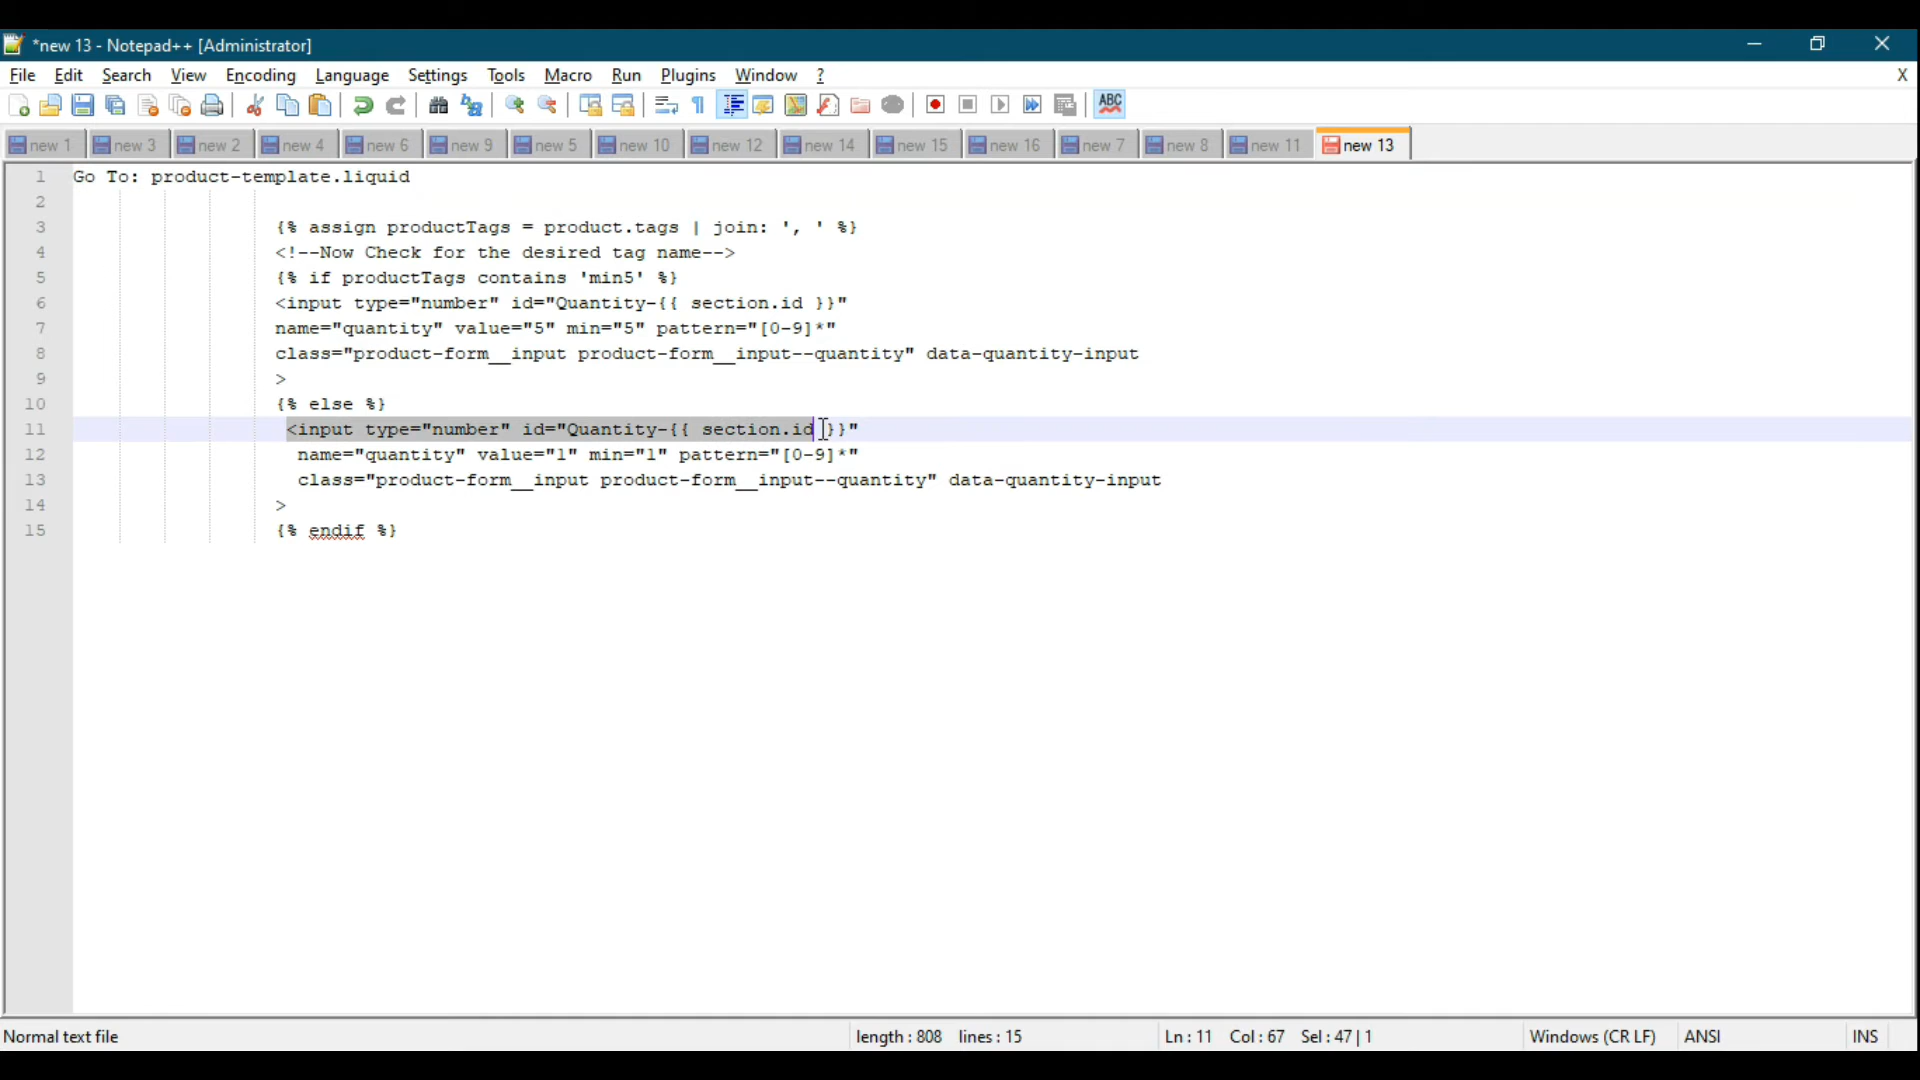 *new 13 - Notepad++ [Administrator]
File Edit Search View Encoding Language Settings Tools Macro Run Plugins Window ? X
ABC
new 1 new 3 new 2 new 4 new 6 new 9 new 5 new 10 new 12 new 14 new 15 new 16 new 7 new 8 new 11 new 13
1 Go To: product-template.liquid
2
3 {% assign productTags = product.tags | join: ', ' %}
4 <!--Now Check for the desired tag name-->
5 {% if productTags contains 'min5' %}
6 <input type="number" id="Quantity-{{ section.id }}"
7 name="quantity" value="5" min="5" pattern="[0-9]*"
8 class="product-form__input product-form__input--quantity" data-quantity-input
9 >
10 {% else %}
11 <input type="number" id="Quantity-{{ section.id }}"
12 name="quantity" value="1" min="1" pattern="[0-9]*"
13 class="product-form__input product-form__input--quantity" data-quantity-input
14 >
15 {% endif %}
Normal text file length : 808 lines : 15 Ln : 11 Col : 67 Sel : 47 | 1 Windows (CR LF) ANSI INS